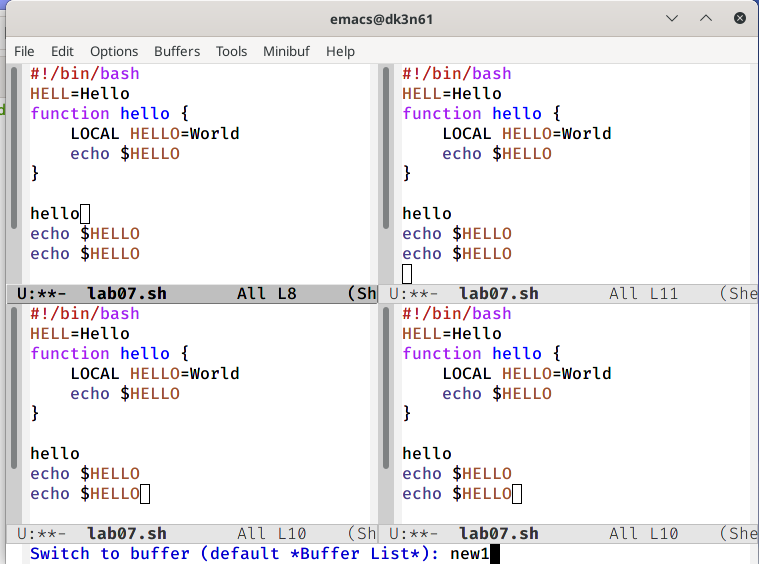 emacs@dk3n61
File Edit Options Buffers Tools Minibuf Help
#!/bin/bash
HELL=Hello
function hello {
    LOCAL HELLO=World
    echo $HELLO
}
hello
echo $HELLO
echo $HELLO
U:**-  lab07.sh       All L8     (Sh
#!/bin/bash
HELL=Hello
function hello {
    LOCAL HELLO=World
    echo $HELLO
}
hello
echo $HELLO
echo $HELLO
U:**-  lab07.sh       All L11    (She
#!/bin/bash
HELL=Hello
function hello {
    LOCAL HELLO=World
    echo $HELLO
}
hello
echo $HELLO
echo $HELLO
U:**-  lab07.sh       All L10    (Sh
#!/bin/bash
HELL=Hello
function hello {
    LOCAL HELLO=World
    echo $HELLO
}
hello
echo $HELLO
echo $HELLO
U:**-  lab07.sh       All L10    (She
Switch to buffer (default *Buffer List*): new1